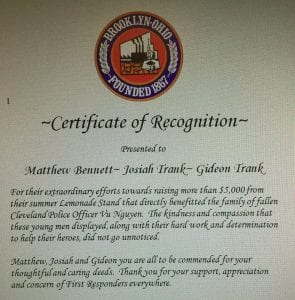 BROOKLYN·OHIO
FOUNDED 1867
~Certificate of Recognition~
Presented to
Matthew Bennett~ Josiah Trank~ Gideon Trank
For their extraordinary efforts towards raising more than $5,000 from
their summer Lemonade Stand that directly benefitted the family of fallen
Cleveland Police Officer Vu Nguyen. The kindness and compassion that
these young men displayed, along with their hard work and determination
to help their heroes, did not go unnoticed.
Matthew, Josiah and Gideon you are all to be commended for your
thoughtful and caring deeds. Thank you for your support, appreciation
and concern of First Responders everywhere.